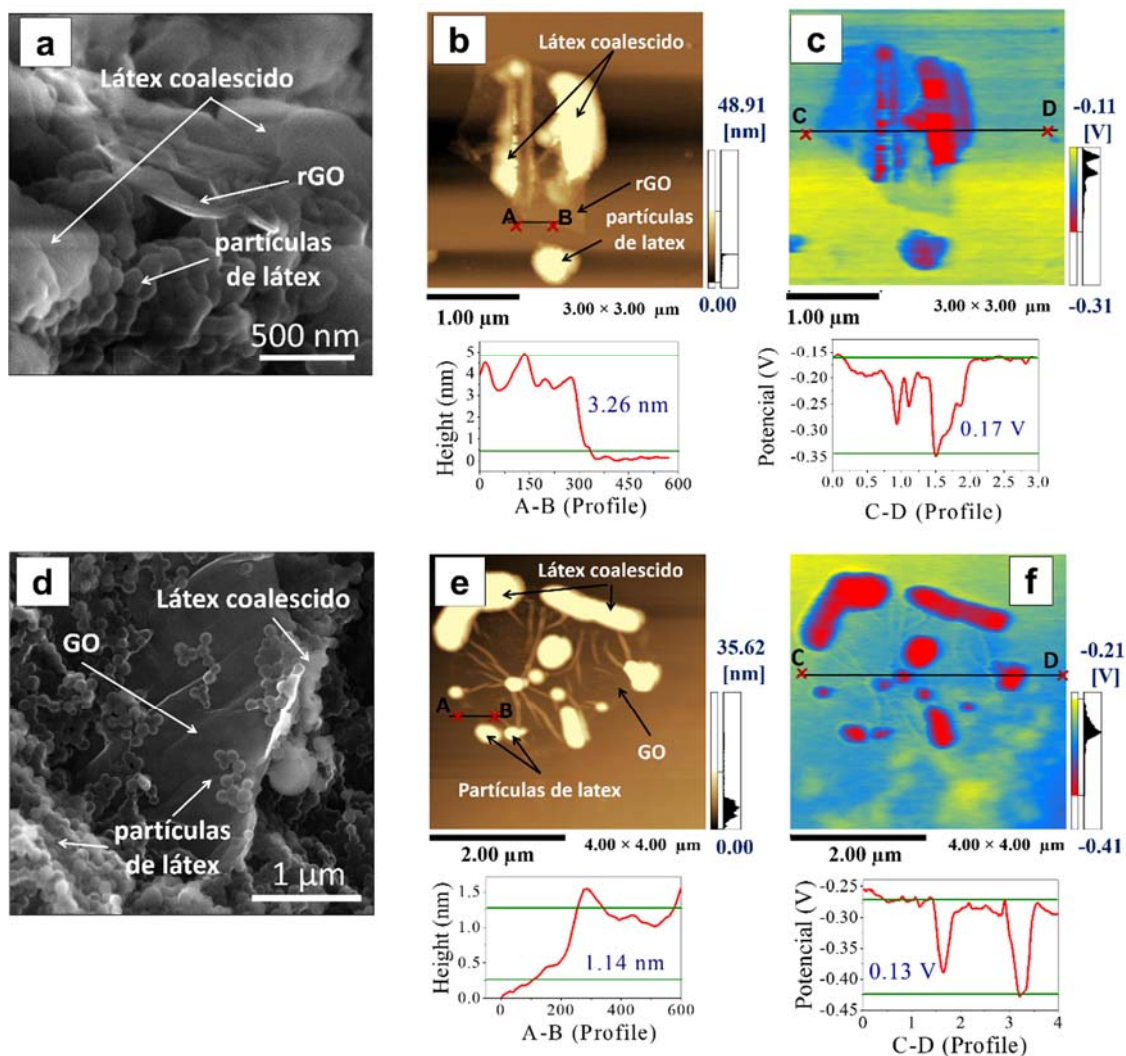 a
Látex coalescido
rGO
partículas
de látex
500 nm
b
Látex coalescido
rGO
A
B
partículas
de latex
48.91
[nm]
0.00
1.00 µm
3.00 × 3.00 µm
Height (nm)
5
4
3
2
1
0
3.26 nm
0
150
300
450
600
A-B (Profile)
c
C
D
-0.11
[V]
-0.31
1.00 µm
3.00 × 3.00 µm
Potencial (V)
-0.15
-0.20
-0.25
-0.30
-0.35
0.17 V
0.0
0.5
1.0
1.5
2.0
2.5
3.0
C-D (Profile)
d
Látex coalescido
GO
partículas
de látex
1 µm
e
Látex coalescido
A
B
GO
Partículas de latex
35.62
[nm]
0.00
2.00 µm
4.00 × 4.00 µm
Height (nm)
1.5
1.0
0.5
0.0
1.14 nm
0
200
400
600
A-B (Profile)
f
C
D
-0.21
[V]
-0.41
2.00 µm
4.00 × 4.00 µm
Potencial (V)
-0.25
-0.30
-0.35
-0.40
-0.45
0.13 V
0
1
2
3
4
C-D (Profile)